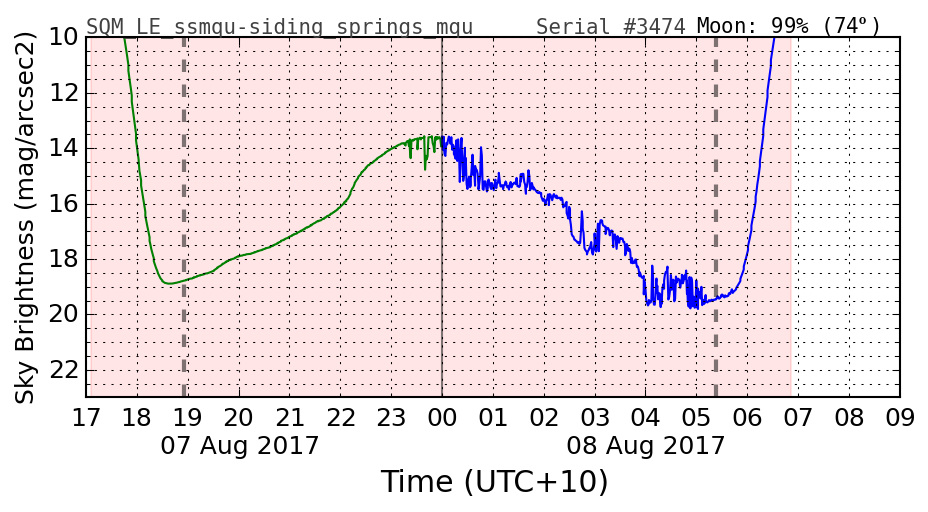 SQM LE_ssmqu-siding_springs_mqu Serial #3474 Moon: 99% (74°)
Sky Brightness (mag/arcsec2)
10
12
14
16
18
20
22
17 18 19 20 21 22 23 00 01 02 03 04 05 06 07 08 09
07 Aug 2017 08 Aug 2017
Time (UTC+10)